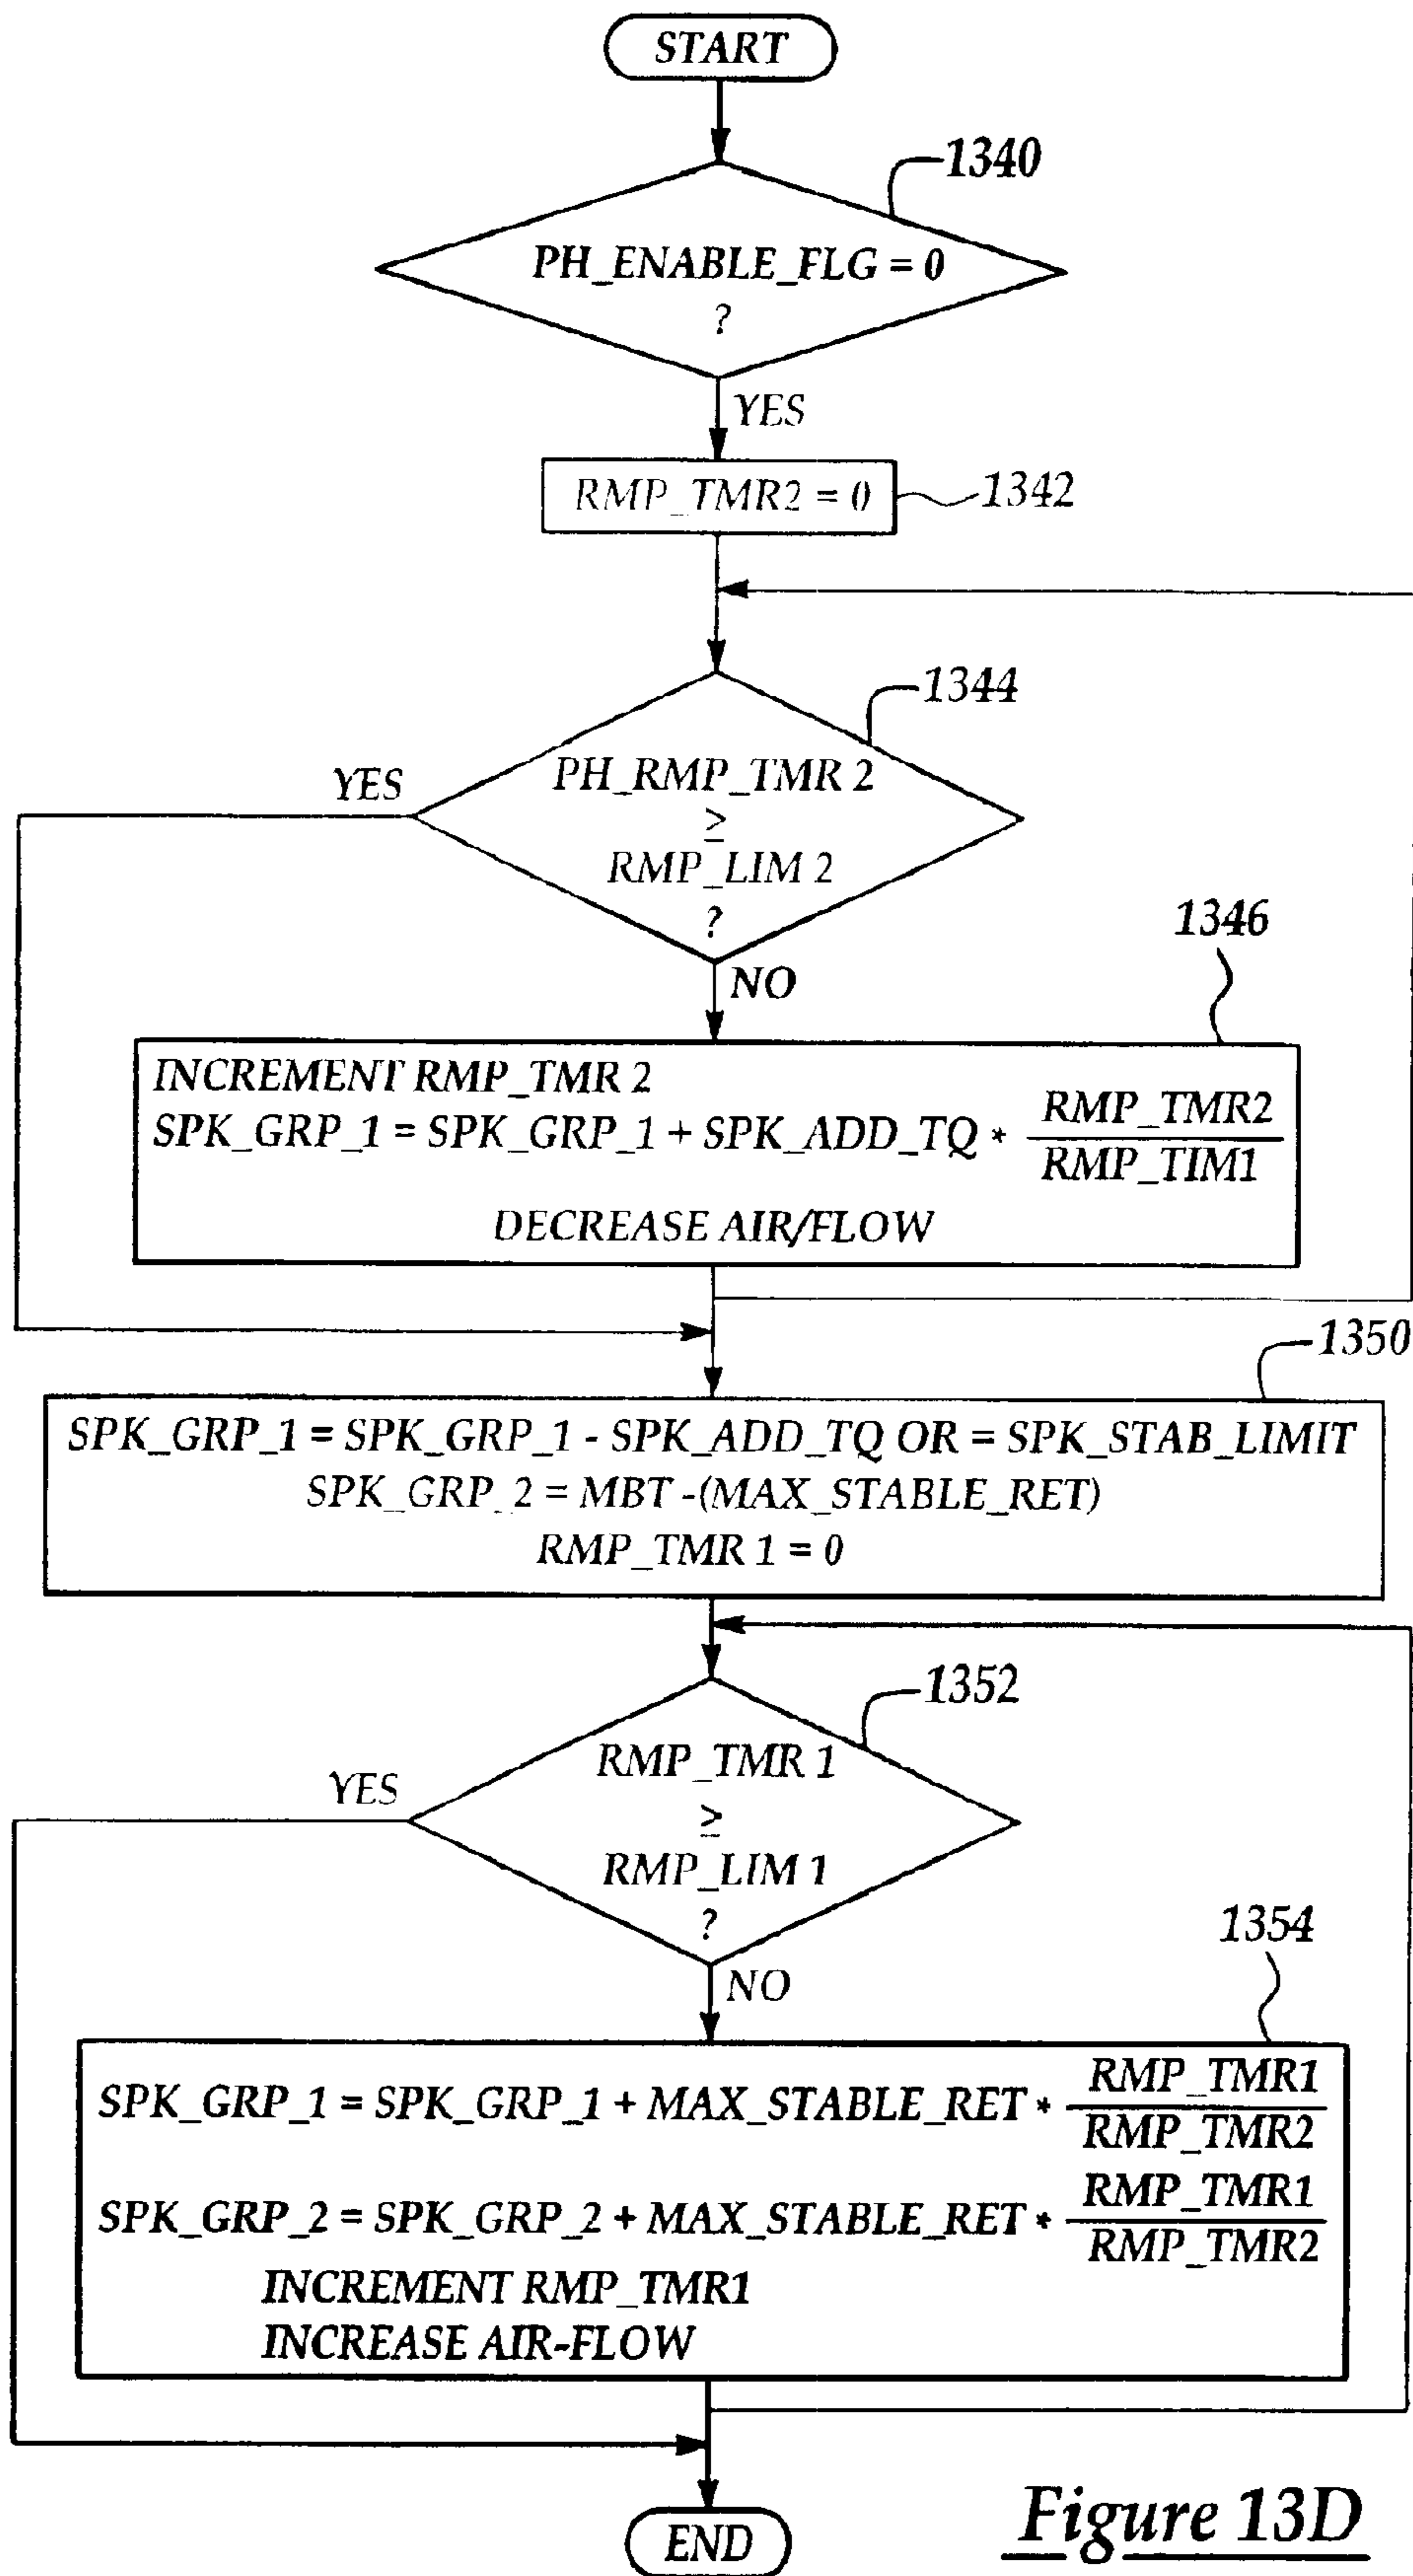 START
1340
PH_ENABLE_FLG = 0
?
YES
RMP_TMR2 = 0
1342
1344
YES
PH_RMP_TMR 2
≥
RMP_LIM 2
?
NO
1346
INCREMENT RMP_TMR 2
SPK_GRP_1 = SPK_GRP_1 + SPK_ADD_TQ * RMP_TMR2
RMP_TIM1
DECREASE AIR/FLOW
1350
SPK_GRP_1 = SPK_GRP_1 - SPK_ADD_TQ OR = SPK_STAB_LIMIT
SPK_GRP_2 = MBT -(MAX_STABLE_RET)
RMP_TMR 1 = 0
1352
YES
RMP_TMR 1
≥
RMP_LIM 1
?
NO
1354
SPK_GRP_1 = SPK_GRP_1 + MAX_STABLE_RET * RMP_TMR1
RMP_TMR2
SPK_GRP_2 = SPK_GRP_2 + MAX_STABLE_RET * RMP_TMR1
RMP_TMR2
INCREMENT RMP_TMR1
INCREASE AIR-FLOW
END
Figure 13D